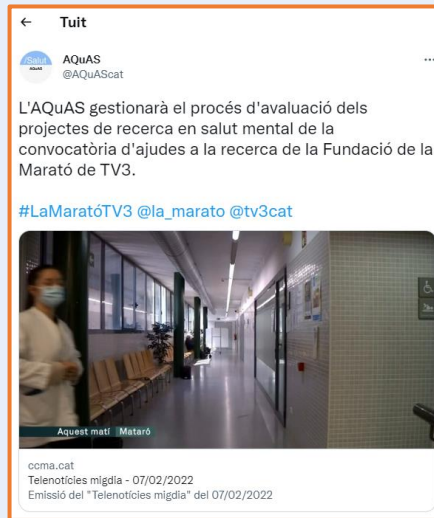 ← Tuit
/Salut
AQuAS
AQuAS
@AQuAScat
L'AQuAS gestionarà el procés d'avaluació dels
projectes de recerca en salut mental de la
convocatòria d'ajudes a la recerca de la Fundació de la
Marató de TV3.
#LaMaratóTV3 @la_marato @tv3cat
Aquest matí Mataró
ccma.cat
Telenotícies migdia - 07/02/2022
Emissió del "Telenotícies migdia" del 07/02/2022